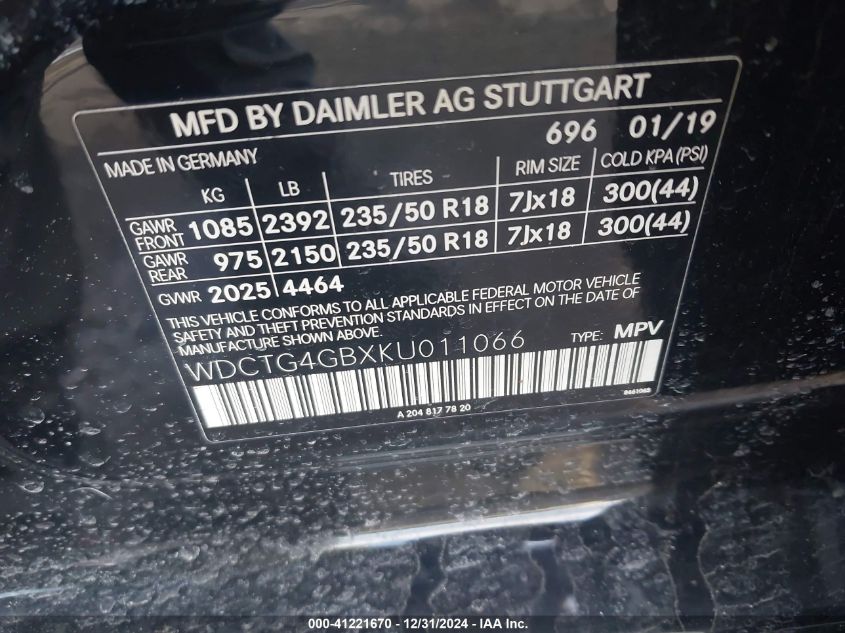 MFD BY DAIMLER AG STUTTGART
696 01/19
MADE IN GERMANY
KG LB TIRES RIM SIZE COLD KPA (PSI)
GAWR FRONT 1085 2392 235/50 R18 7Jx18 300(44)
GAWR REAR 975 2150 235/50 R18 7Jx18 300(44)
GVWR 2025 4464
THIS VEHICLE CONFORMS TO ALL APPLICABLE FEDERAL MOTOR VEHICLE
SAFETY AND THEFT PREVENTION STANDARDS IN EFFECT ON THE DATE OF
MANUFACTURE SHOWN ABOVE.
WDCTG4GBXKU011066 TYPE: MPV
A 204 817 78 20
000-41221670 - 12/31/2024 - IAA Inc.